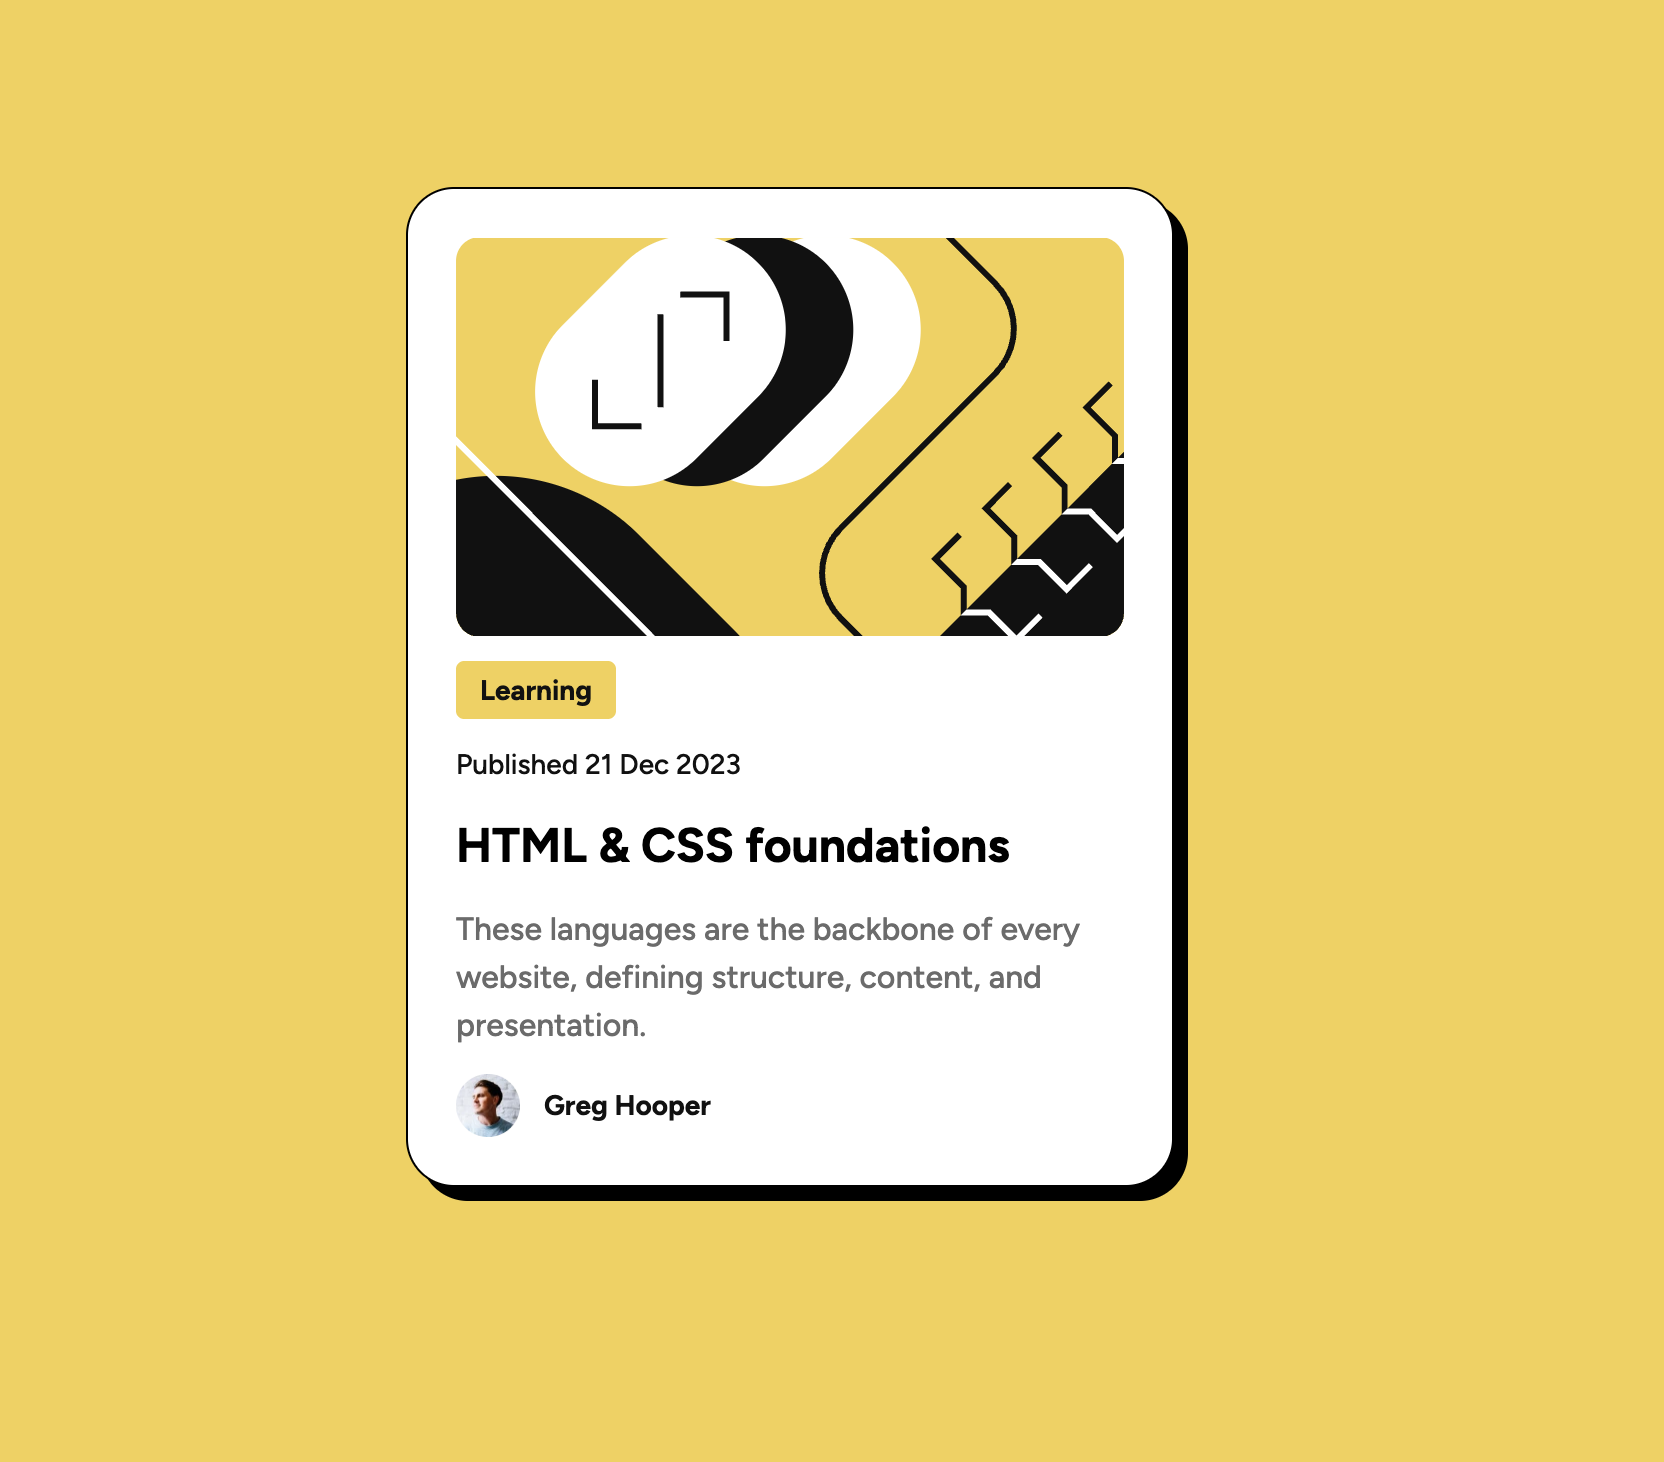 Learning
Published 21 Dec 2023
HTML & CSS foundations
These languages are the backbone of every
website, defining structure, content, and
presentation.
Greg Hooper